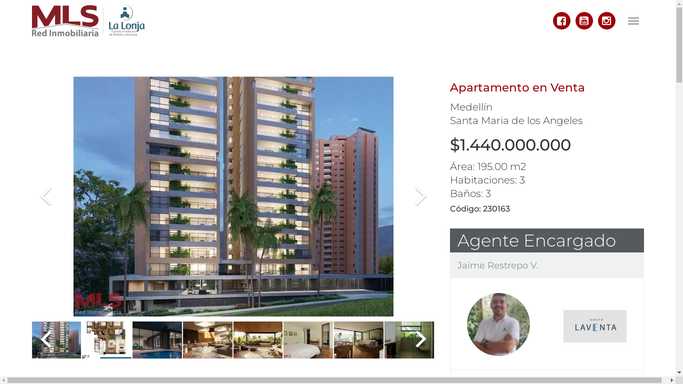 MLS
Red Inmobiliaria
La Lonja
Apartamento en Venta
Medellín
Santa Maria de los Angeles
$1.440.000.000
Área: 195.00 m2
Habitaciones: 3
Baños: 3
Código: 230163
Agente Encargado
Jaime Restrepo V.
LAVENTA
MLS